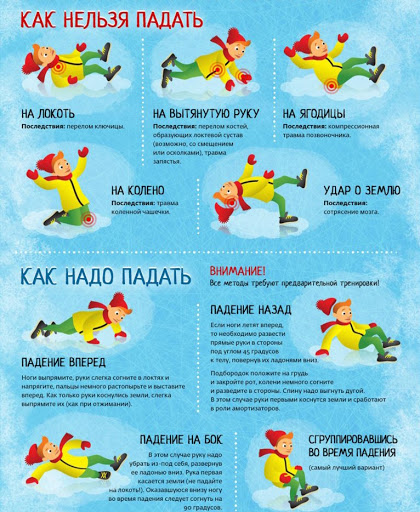 КАК НЕЛЬЗЯ ПАДАТЬ
НА ЛОКОТЬ
Последствия: перелом ключицы.
НА ВЫТЯНУТУЮ РУКУ
Последствия: перелом костей,
образующих локтевой сустав
(возможно, со смещением
или осколками), травма
запястья.
НА ЯГОДИЦЫ
Последствия: компрессионная
травма позвоночника.
НА КОЛЕНО
Последствия: травма
коленной чашечки.
УДАР О ЗЕМЛЮ
Последствия:
сотрясение мозга.
КАК НАДО ПАДАТЬ
ВНИМАНИЕ!
Все методы требуют предварительной тренировки!
ПАДЕНИЕ ВПЕРЕД
Ноги выпрямите, руки слегка согните в локтях и
напрягите, пальцы немного растопырьте и выставите
вперед. Как только руки коснулись земли, слегка
выпрямите их (как при отжимании).
ПАДЕНИЕ НАЗАД
Если ноги летят вперед,
то необходимо развести
прямые руки в стороны
под углом 45 градусов
к телу, повернув их ладонями вниз.
Подбородок положите на грудь
и закройте рот, колени немного согните
и разведите в стороны. Спину надо выгнуть дугой.
В этом случае руки первыми коснутся земли и сработают
в роли амортизаторов.
ПАДЕНИЕ НА БОК
В этом случае руку надо
убрать из-под себя, развернув
ее ладонью вниз. Рука первая
касается земли (не падайте
на локоть!). Оказавшуюся внизу ногу
во время падения следует согнуть на
90 градусов.
СГРУППИРОВАВШИСЬ
ВО ВРЕМЯ ПАДЕНИЯ
(самый лучший вариант)